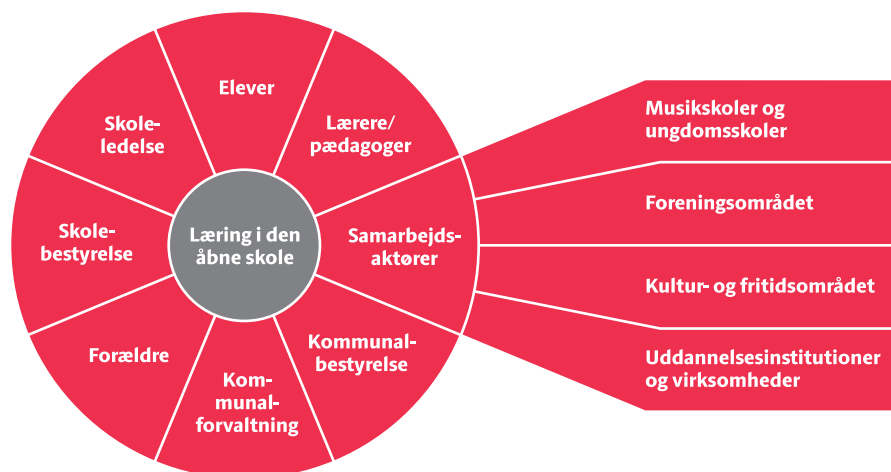 Elever
Lærere/
pædagoger
Samarbejds-
aktører
Kommunal-
bestyrelse
Kom-
munal-
forvaltning
Forældre
Skole-
bestyrelse
Skole-
ledelse
Læring i den
åbne skole
Musikskoler og
ungdomsskoler
Foreningsområdet
Kultur- og fritidsområdet
Uddannelsesinstitutioner
og virksomheder